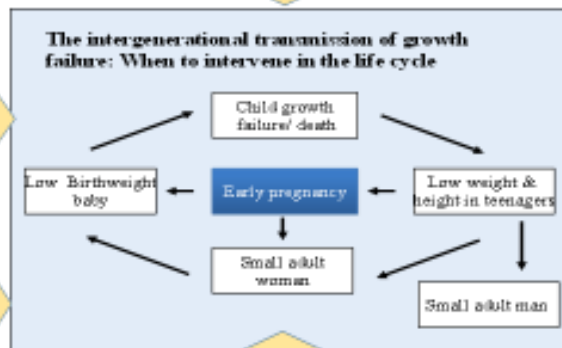 The intergenerational transmission of growth
failure: When to intervene in the life cycle
Child growth
failure/ death
Low Birthweight
baby
Early pregnancy
Low weight &
height in teenagers
Small adult
woman
Small adult man